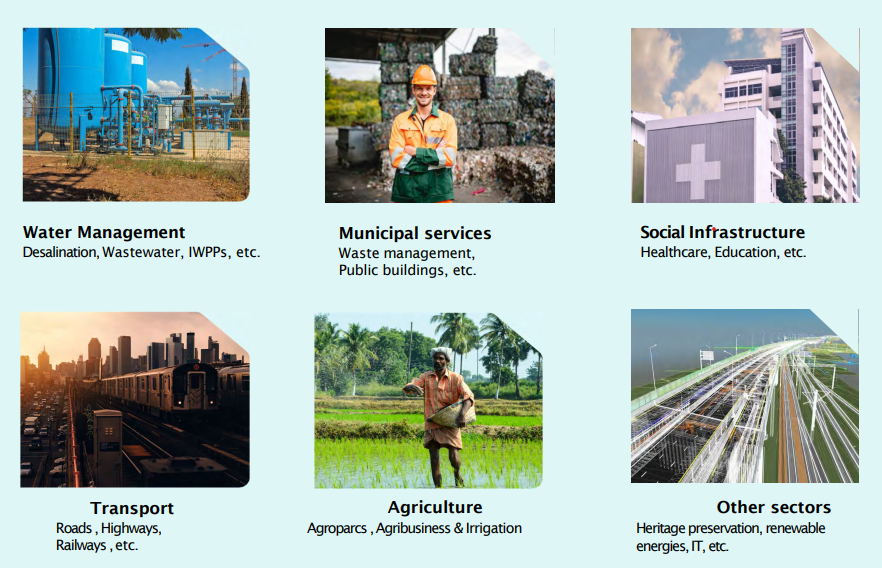 Water Management
Desalination, Wastewater, IWPPs, etc.
Municipal services
Waste management,
Public buildings, etc.
Social Infrastructure
Healthcare, Education, etc.
Transport
Roads , Highways,
Railways , etc.
Agriculture
Agroparcs , Agribusiness & Irrigation
Other sectors
Heritage preservation, renewable
energies, IT, etc.